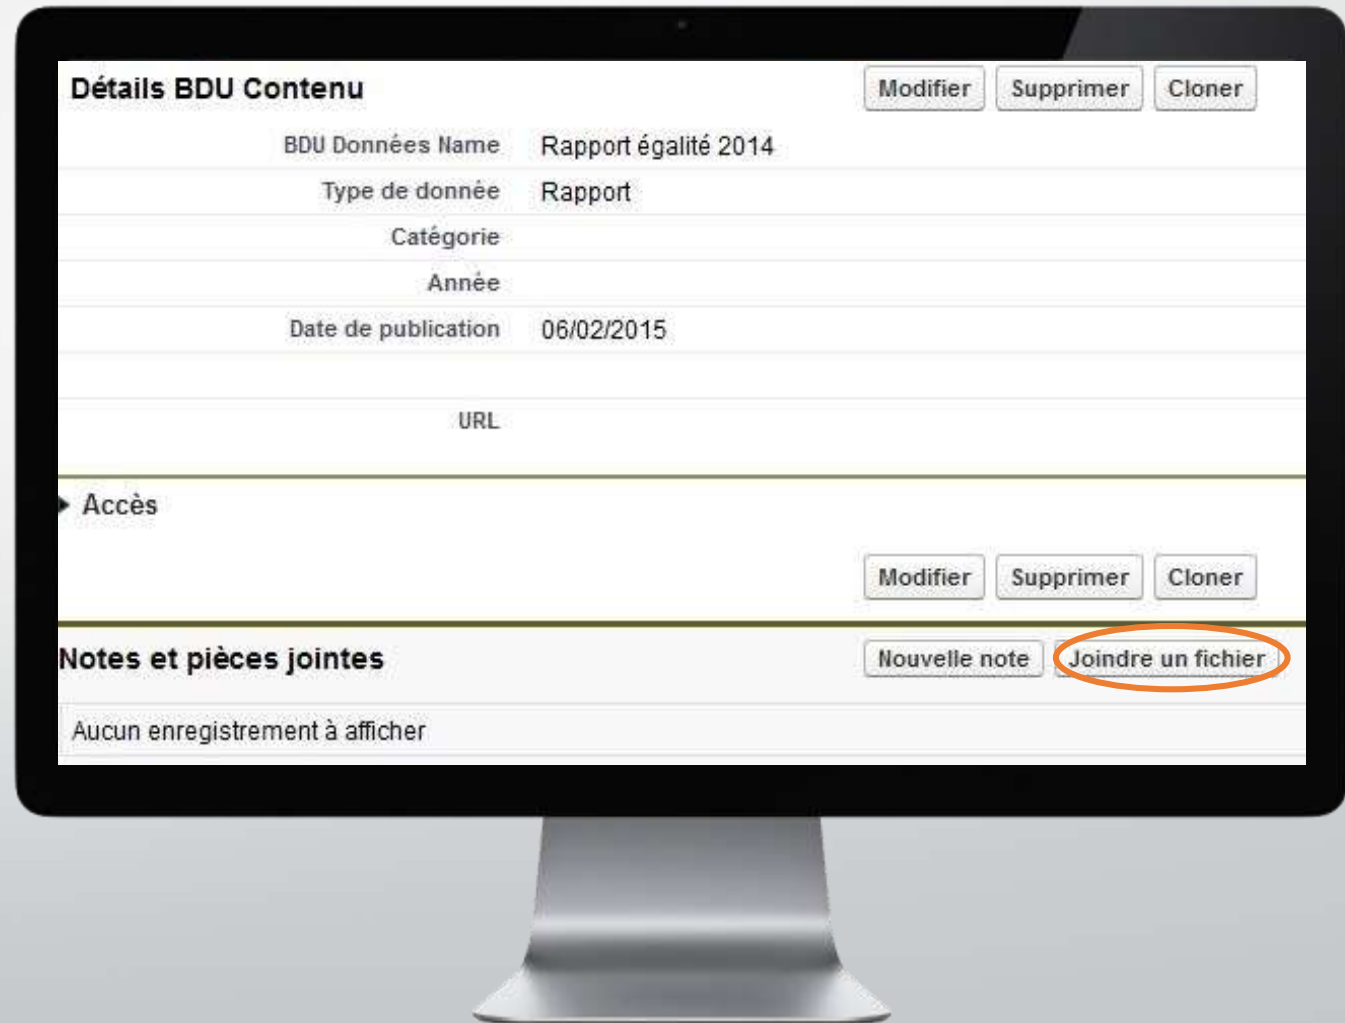 Détails BDU Contenu Modifier Supprimer Cloner
BDU Données Name Rapport égalité 2014
Type de donnée Rapport
Catégorie
Année
Date de publication 06/02/2015
URL
Accès
Modifier Supprimer Cloner
Notes et pièces jointes Nouvelle note Joindre un fichier
Aucun enregistrement à afficher